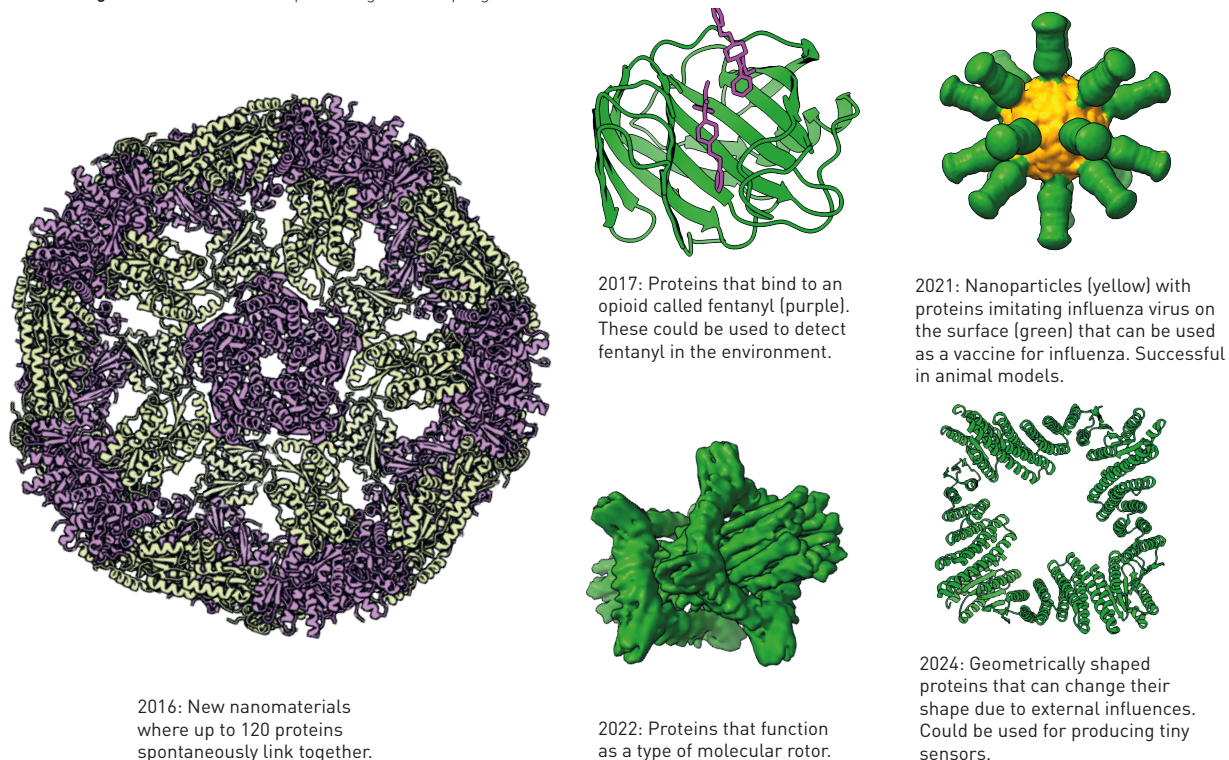 2017: Proteins that bind to an
opioid called fentanyl (purple).
These could be used to detect
fentanyl in the environment.
2021: Nanoparticles (yellow) with
proteins imitating influenza virus on
the surface (green) that can be used
as a vaccine for influenza. Successful
in animal models.
2016: New nanomaterials
where up to 120 proteins
spontaneously link together.
2022: Proteins that function
as a type of molecular rotor.
2024: Geometrically shaped
proteins that can change their
shape due to external influences.
Could be used for producing tiny
sensors.